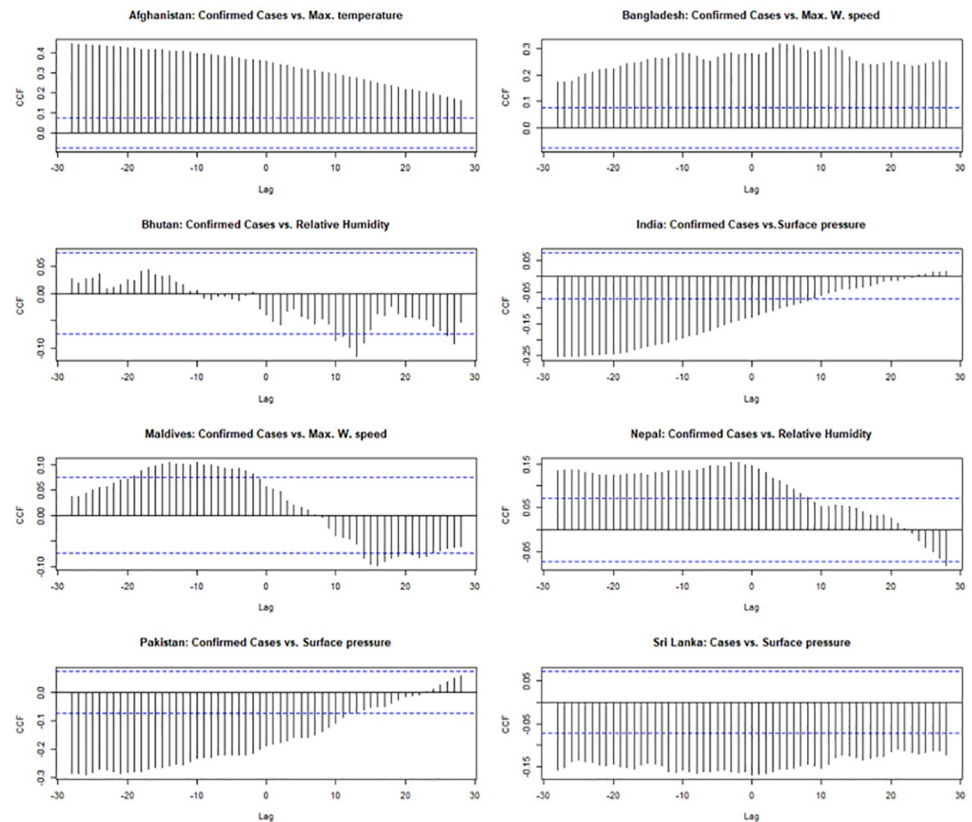 Afghanistan: Confirmed Cases vs. Max. temperature
CCF
0.4
0.3
0.2
0.1
0.0
-30 -20 -10 0 10 20 30
Lag
Bangladesh: Confirmed Cases vs. Max. W. speed
CCF
0.3
0.2
0.1
0.0
-30 -20 -10 0 10 20 30
Lag
Bhutan: Confirmed Cases vs. Relative Humidity
CCF
0.05
0.00
-0.10
-30 -20 -10 0 10 20 30
Lag
India: Confirmed Cases vs.Surface pressure
CCF
0.05
-0.05
-0.15
-0.25
-30 -20 -10 0 10 20 30
Lag
Maldives: Confirmed Cases vs. Max. W. speed
CCF
0.10
0.05
0.00
-0.10
-30 -20 -10 0 10 20 30
Lag
Nepal: Confirmed Cases vs. Relative Humidity
CCF
0.15
0.05
-0.05
-30 -20 -10 0 10 20 30
Lag
Pakistan: Confirmed Cases vs. Surface pressure
CCF
0.0
-0.1
-0.2
-0.3
-30 -20 -10 0 10 20 30
Lag
Sri Lanka: Cases vs. Surface pressure
CCF
0.05
-0.05
-0.15
-30 -20 -10 0 10 20 30
Lag